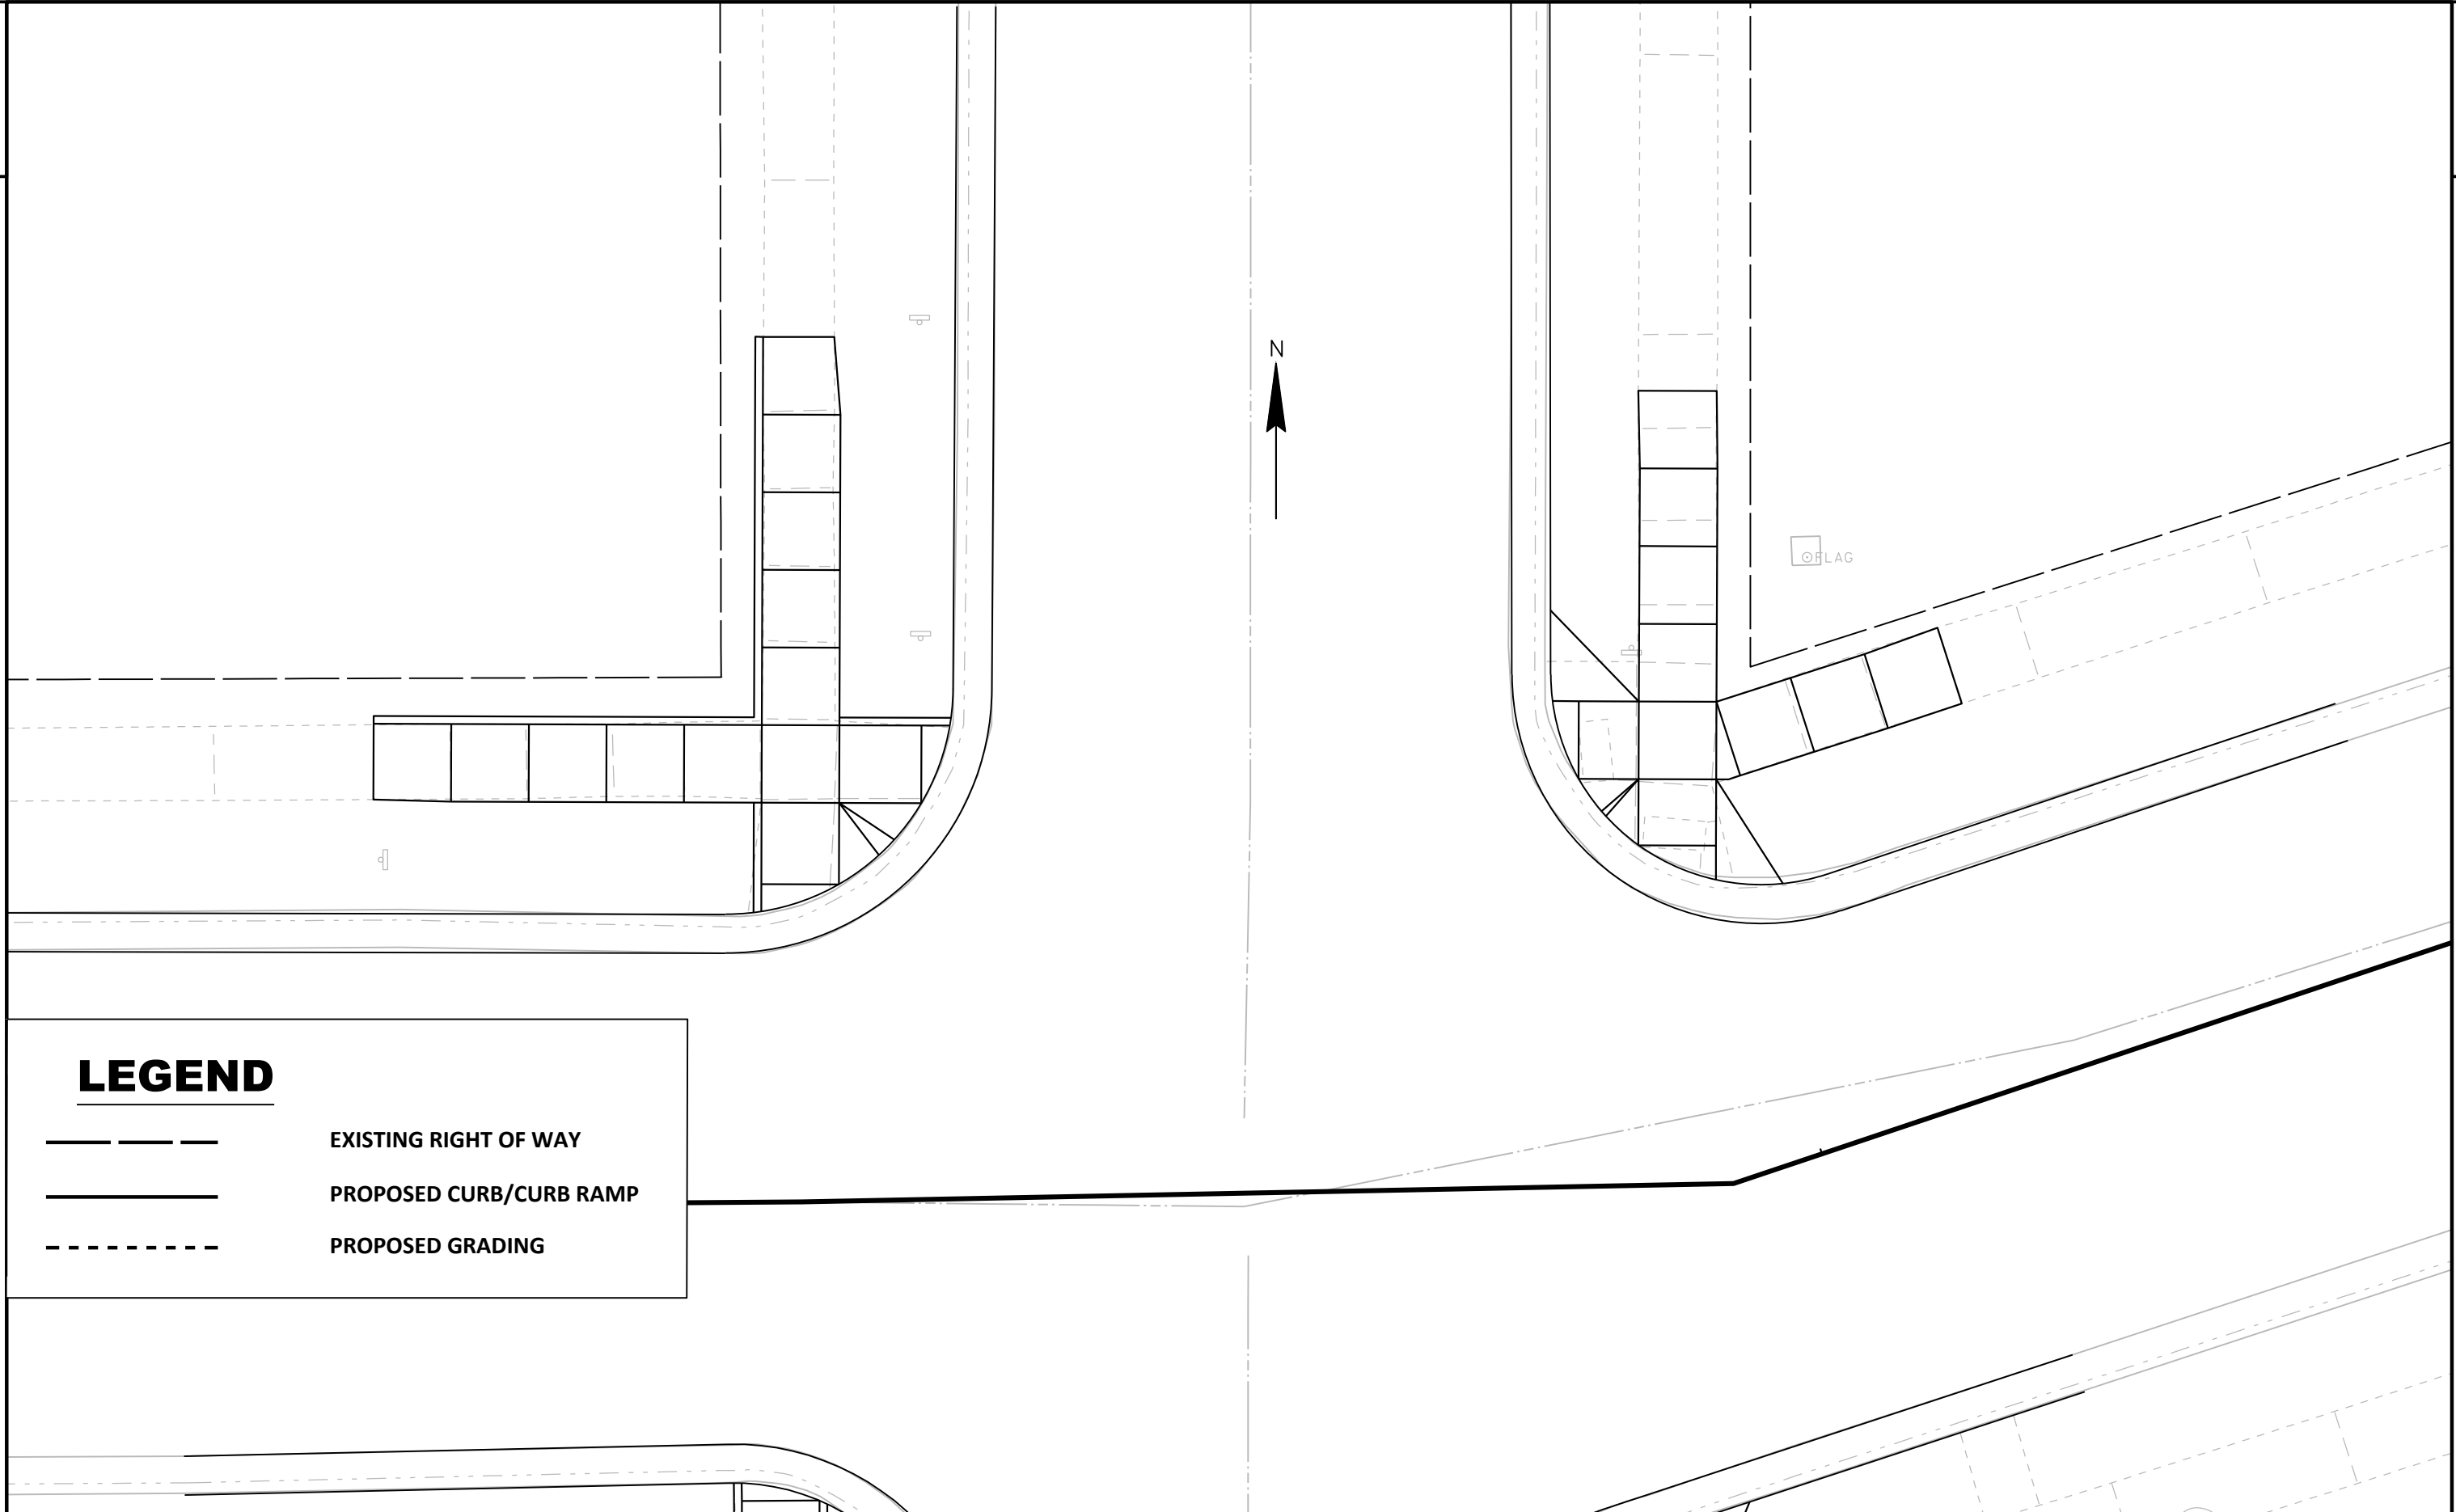 N
FLAG
LEGEND
EXISTING RIGHT OF WAY
PROPOSED CURB/CURB RAMP
PROPOSED GRADING